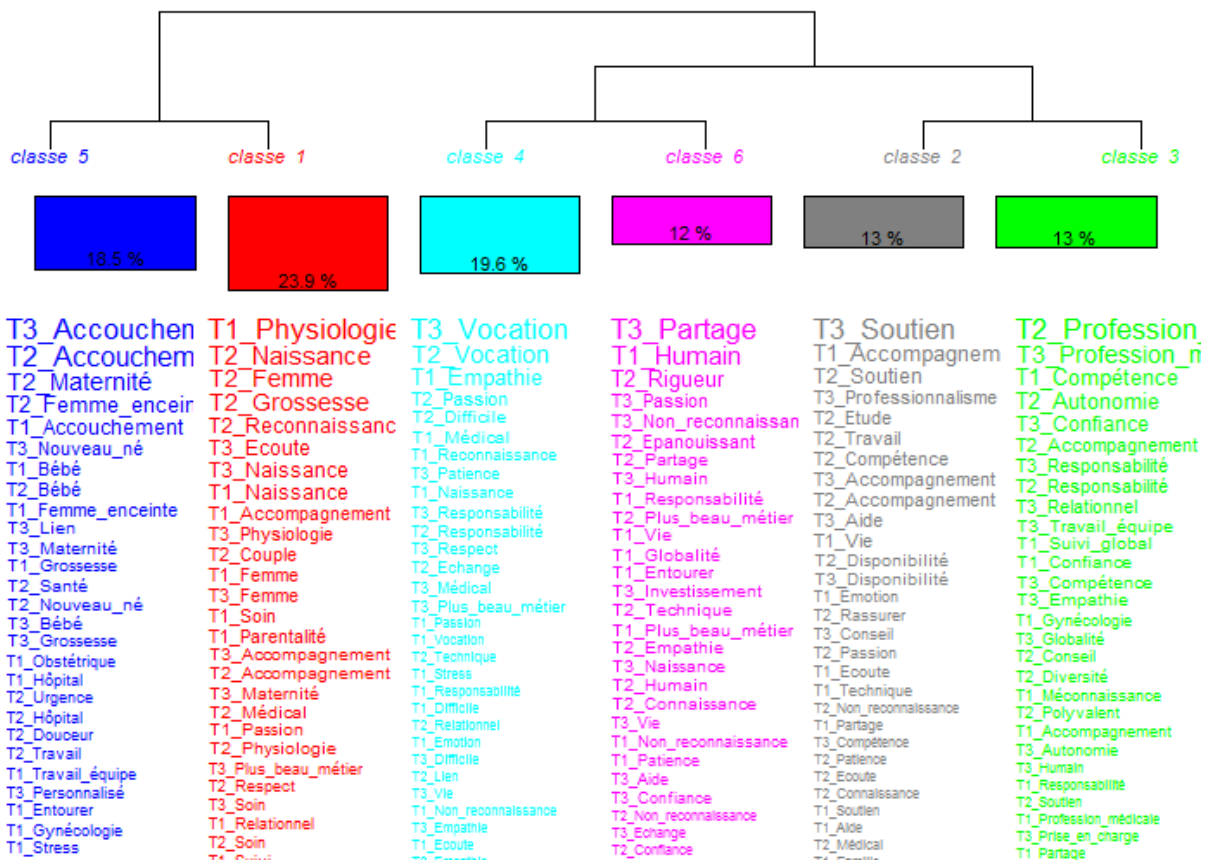 classe 5
classe 1
classe 4
classe 6
classe 2
classe 3
18.5 %
23.9 %
19.6 %
12 %
13 %
13 %
T3_Accouchen
T2_Accouchem
T2_Maternité
T2_Femme_enceir
T1_Accouchement
T3_Nouveau_né
T1_Bébé
T2_Bébé
T1_Femme_enceinte
T3_Lien
T3_Maternité
T1_Grossesse
T2_Santé
T2_Nouveau_né
T3_Bébé
T3_Grossesse
T1_Obstétrique
T1_Hôpital
T2_Urgence
T2_Hôpital
T2_Douceur
T2_Travail
T1_Travail_équipe
T3_Personnalisé
T1_Entourer
T1_Gynécologie
T1_Stress
T1_Physiologie
T2_Naissance
T2_Femme
T2_Grossesse
T2_Reconnaissanc
T3_Ecoute
T3_Naissance
T1_Naissance
T1_Accompagnement
T3_Physiologie
T2_Couple
T1_Femme
T3_Femme
T1_Soin
T1_Parentalité
T3_Accompagnement
T2_Accompagnement
T3_Maternité
T2_Médical
T1_Passion
T2_Physiologie
T3_Plus_beau_métier
T2_Respect
T3_Soin
T1_Relationnel
T2_Soin
T1_Suivi
T3_Vocation
T2_Vocation
T1_Empathie
T2_Passion
T2_Difficile
T1_Médical
T1_Reconnaissance
T3_Patience
T1_Naissance
T3_Responsabilité
T2_Responsabilité
T3_Respect
T2_Echange
T3_Médical
T3_Plus_beau_métier
T1_Passion
T1_Vocation
T2_Technique
T1_Stress
T1_Responsabilité
T1_Difficile
T2_Relationnel
T1_Emotion
T3_Difficile
T2_Lien
T3_Vie
T1_Non_reconnaissance
T3_Empathie
T1_Ecoute
T3_Partage
T1_Humain
T2_Rigueur
T3_Passion
T3_Non_reconnaissan
T2_Epanouissant
T2_Partage
T3_Humain
T1_Responsabilité
T2_Plus_beau_métier
T1_Vie
T1_Globalité
T1_Entourer
T3_Investissement
T2_Technique
T1_Plus_beau_métier
T2_Empathie
T3_Naissance
T2_Humain
T2_Connaissance
T3_Vie
T1_Non_reconnaissance
T1_Patience
T3_Aide
T3_Confiance
T2_Non_reconnaissance
T3_Echange
T2_Confiance
T3_Soutien
T1_Accompagnem
T2_Soutien
T3_Professionnalisme
T2_Etude
T2_Travail
T2_Compétence
T3_Accompagnement
T2_Accompagnement
T3_Aide
T1_Vie
T2_Disponibilité
T3_Disponibilité
T1_Emotion
T2_Rassurer
T3_Conseil
T2_Passion
T1_Ecoute
T1_Technique
T2_Non_reconnaissance
T1_Partage
T3_Compétence
T2_Patience
T2_Ecoute
T2_Connaissance
T1_Soutien
T1_Aide
T2_Médical
T2_Profession_
T3_Profession_m
T1_Compétence
T2_Autonomie
T3_Confiance
T2_Accompagnement
T3_Responsabilité
T2_Responsabilité
T3_Relationnel
T3_Travail_équipe
T1_Suivi_global
T1_Confiance
T3_Compétence
T3_Empathie
T1_Gynécologie
T3_Globalité
T2_Conseil
T2_Diversité
T1_Méconnaissance
T2_Polyvalent
T1_Accompagnement
T3_Autonomie
T3_Humain
T1_Responsabilité
T2_Soutien
T1_Profession_médicale
T3_Prise_en_charge
T1_Partage